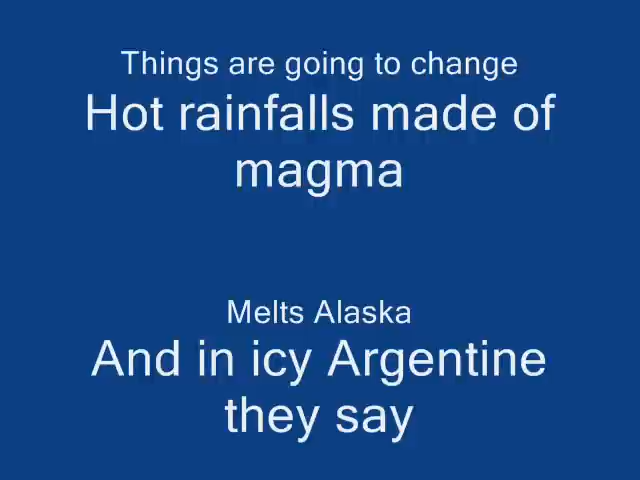 Things are going to change
Hot rainfalls made of
magma
Melts Alaska
And in icy Argentine
they say